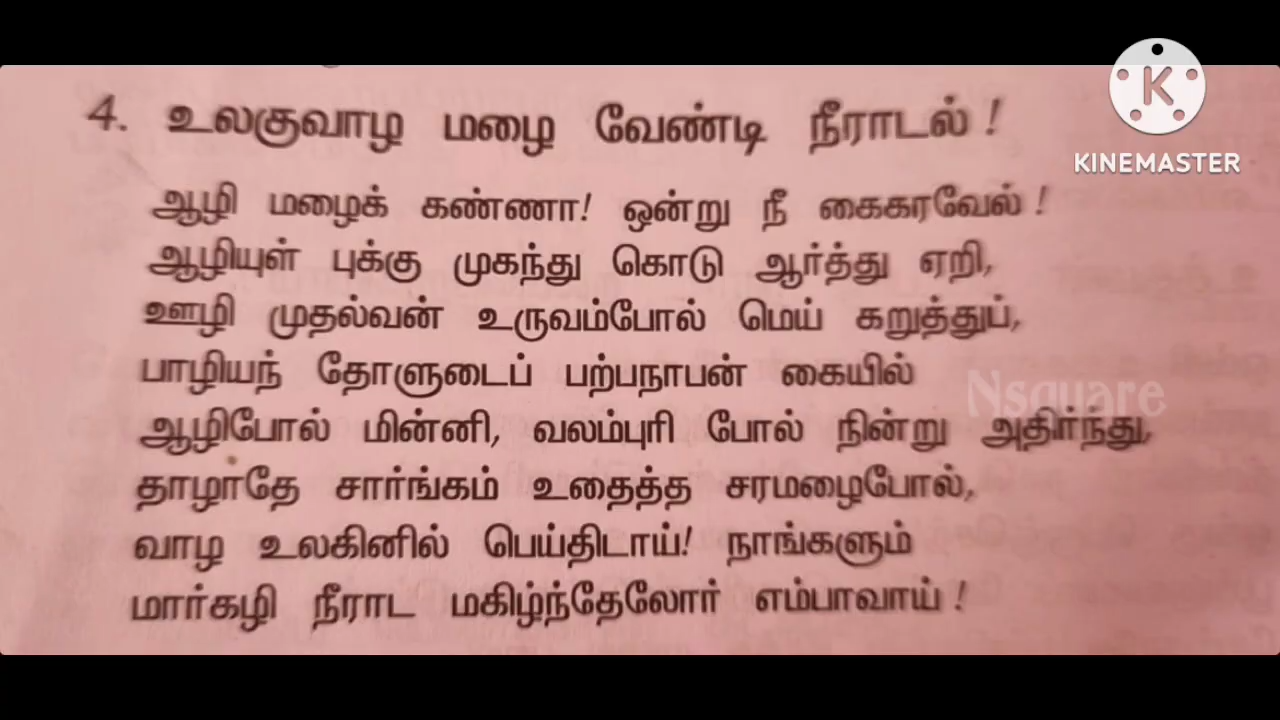 4. உலகுவாழ மழை வேண்டி நீராடல் !
KINEMASTER
ஆழி மழைக் கண்ணா! ஒன்று நீ கைகரவேல் !
ஆழியுள் புக்கு முகந்து கொடு ஆர்த்து ஏறி,
ஊழி முதல்வன் உருவம்போல் மெய் கறுத்துப்,
பாழியந் தோளுடைப் பற்பநாபன் கையில்
Nsquare
ஆழிபோல் மின்னி, வலம்புரி போல் நின்று அதிர்ந்து,
தாழாதே சார்ங்கம் உதைத்த சரமழைபோல்,
வாழ உலகினில் பெய்திடாய்! நாங்களும்
மார்கழி நீராட மகிழ்ந்தேலோர் எம்பாவாய் !